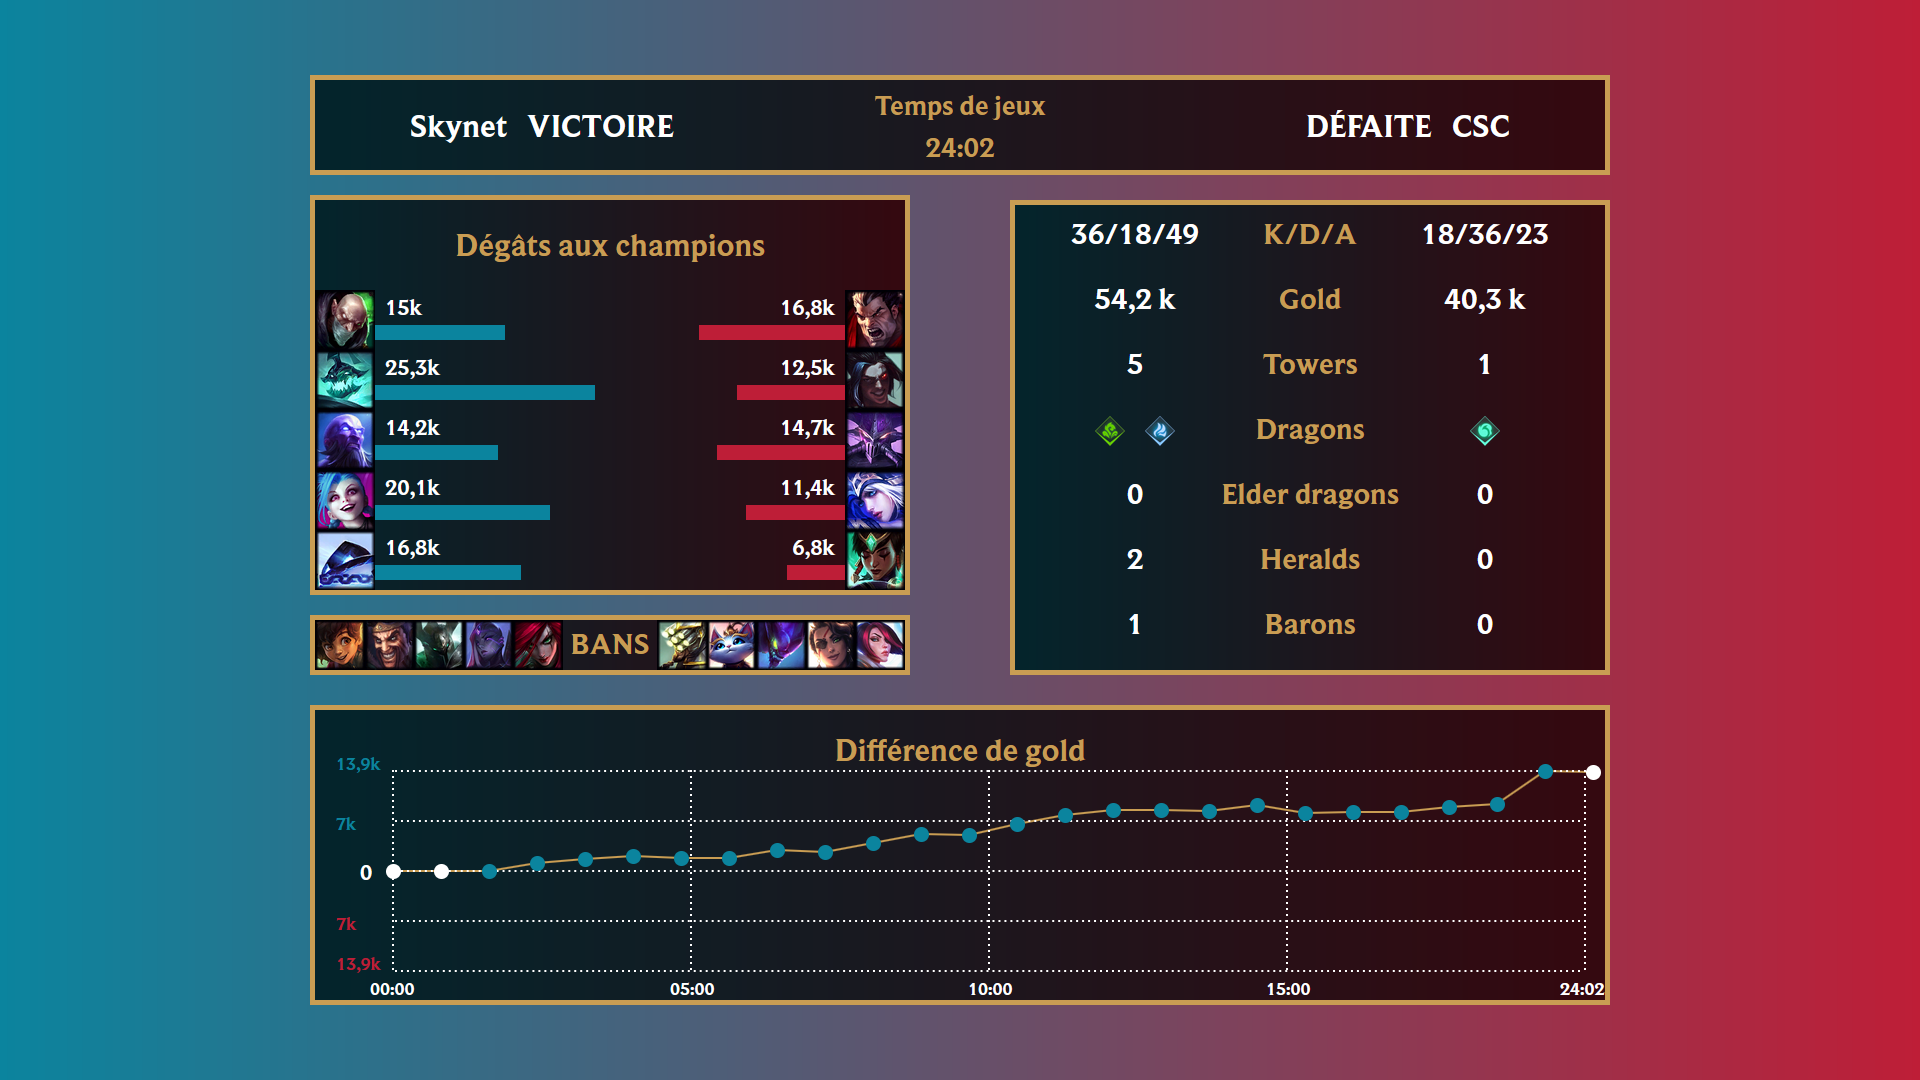 Skynet VICTOIRE
Temps de jeux
24:02
DÉFAITE CSC
Dégâts aux champions
15k
16,8k
25,3k
12,5k
14,2k
14,7k
20,1k
11,4k
16,8k
6,8k
BANS
36/18/49 K/D/A 18/36/23
54,2 k Gold 40,3 k
5 Towers 1
Dragons
0 Elder dragons 0
2 Heralds 0
1 Barons 0
Différence de gold
13,9k
7k
0
7k
13,9k
00:00 05:00 10:00 15:00 24:02